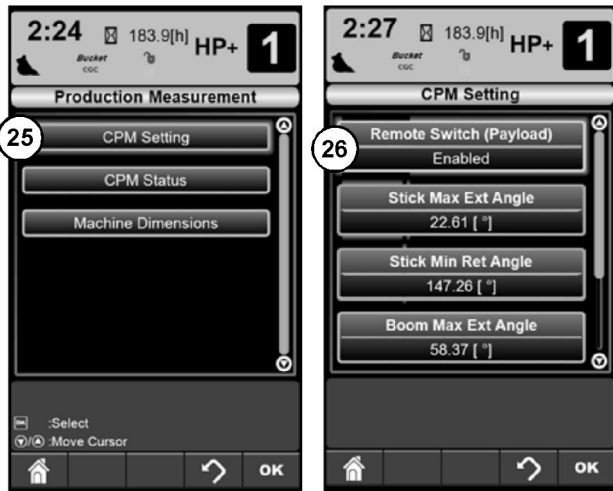 2:24 183.9[h] HP+ 1
Bucket
CGC
Production Measurement
25
CPM Setting
CPM Status
Machine Dimensions
OK :Select
/ :Move Cursor
OK
2:27 183.9[h] HP+ 1
Bucket
CGC
CPM Setting
26
Remote Switch (Payload)
Enabled
Stick Max Ext Angle
22.61 [ °]
Stick Min Ret Angle
147.26 [ °]
Boom Max Ext Angle
58.37 [ °]
OK